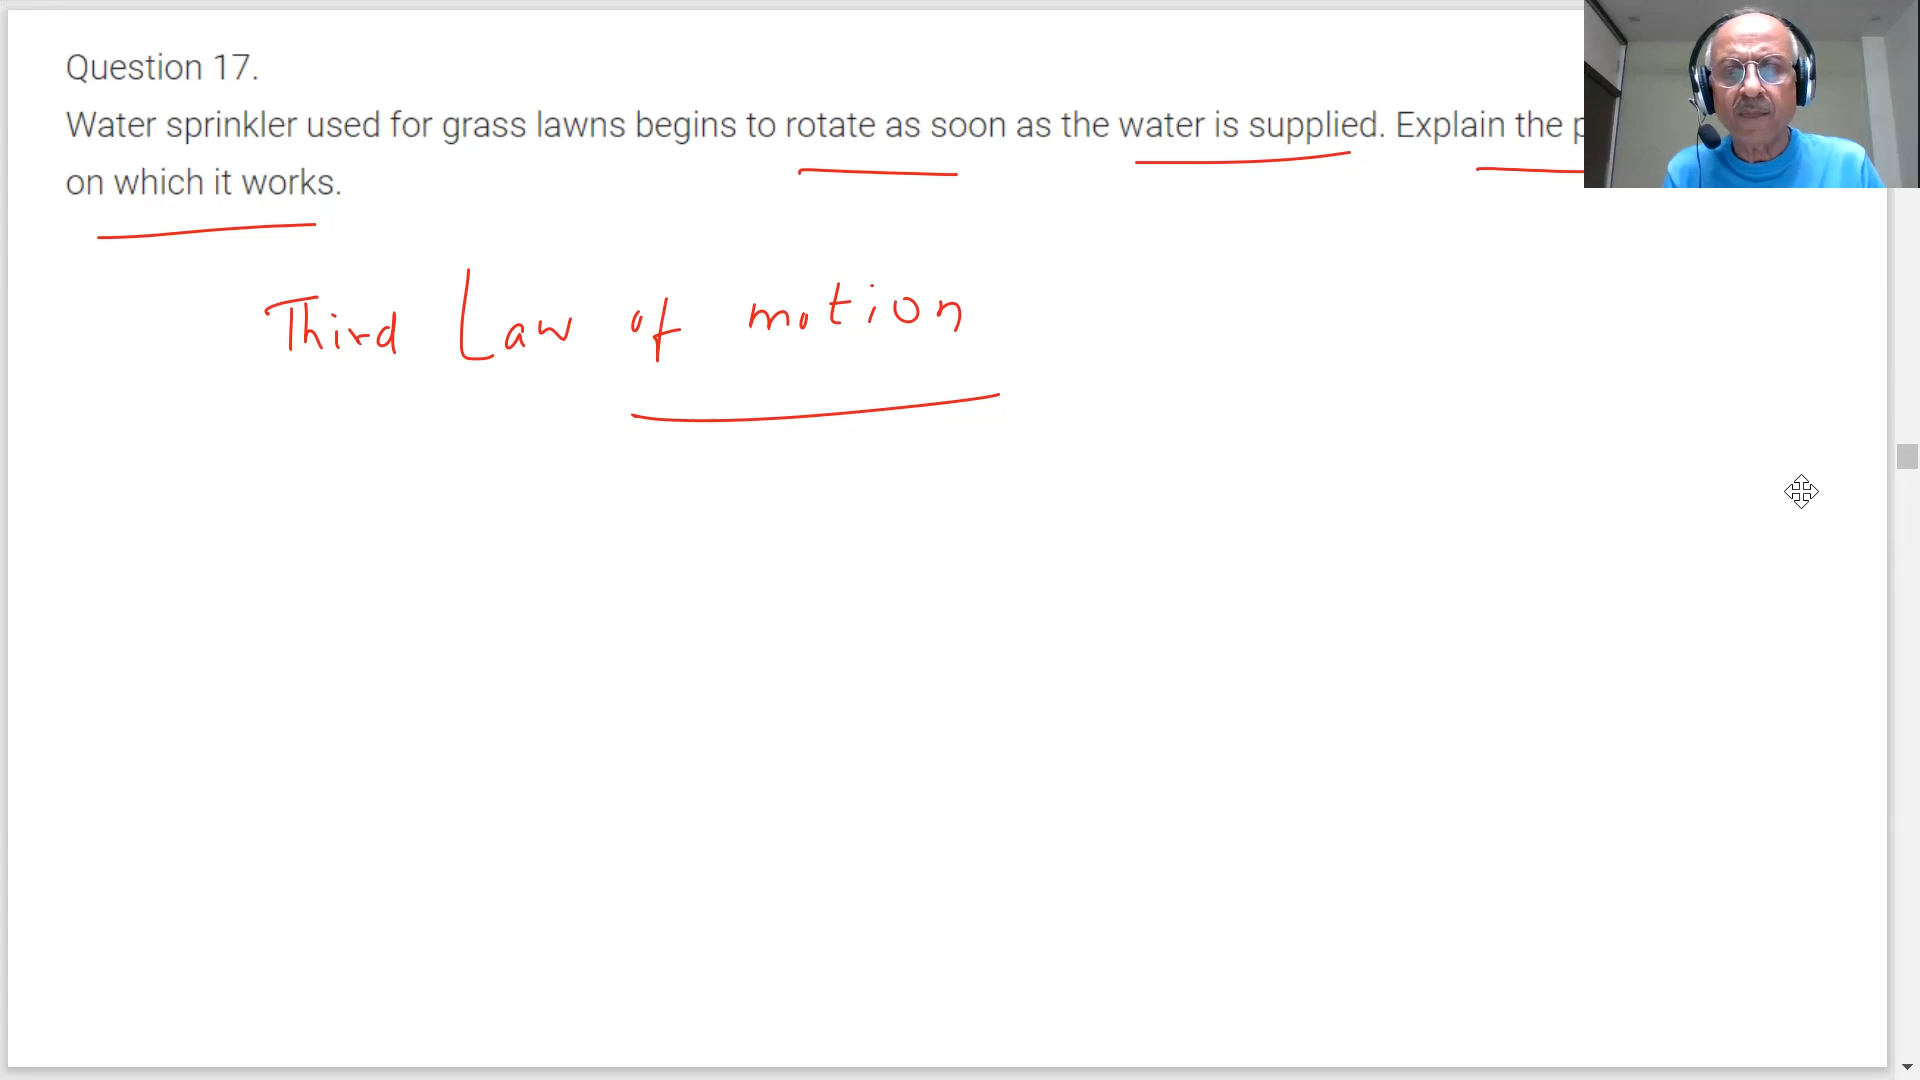 Question 17.
Water sprinkler used for grass lawns begins to rotate as soon as the water is supplied. Explain the
on which it works.
Third Law of motion